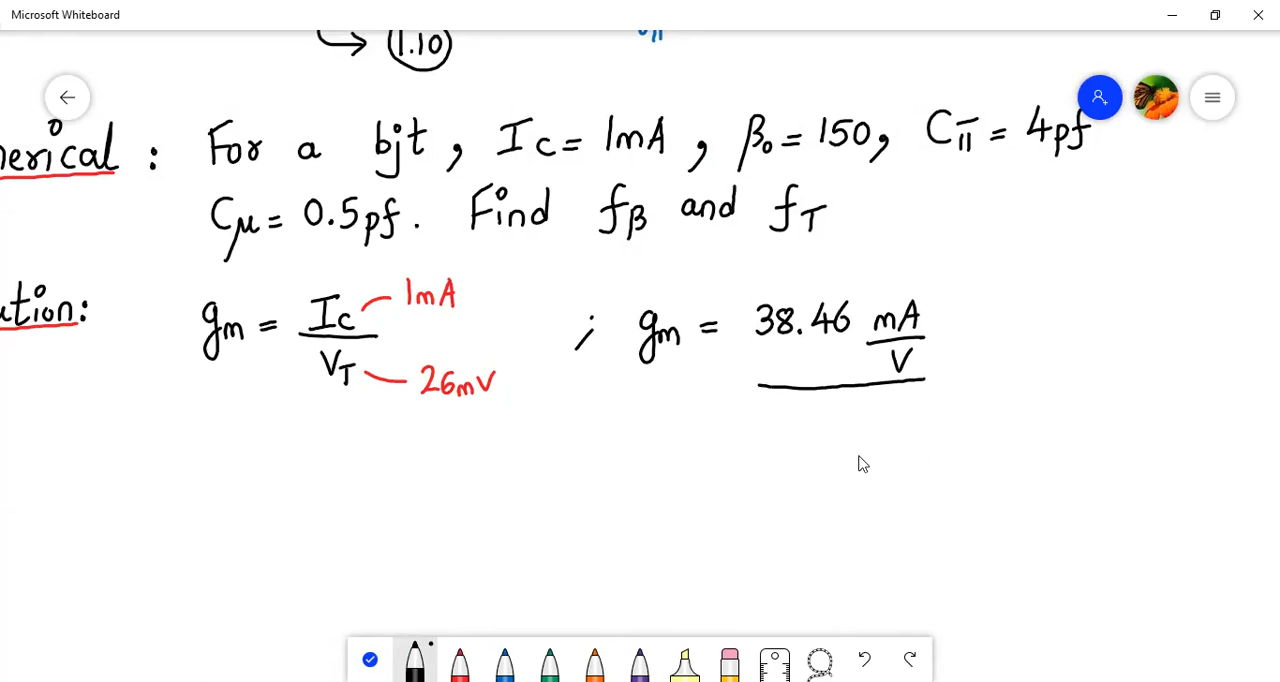 Microsoft Whiteboard
(1.10)
erical : For a bjt, Ic = 1mA, β₀ = 150, Cπ = 4pf
Cμ = 0.5pf. Find fβ and fT
ution: gm = Ic / VT 1mA 26mV ; gm = 38.46 mA/V